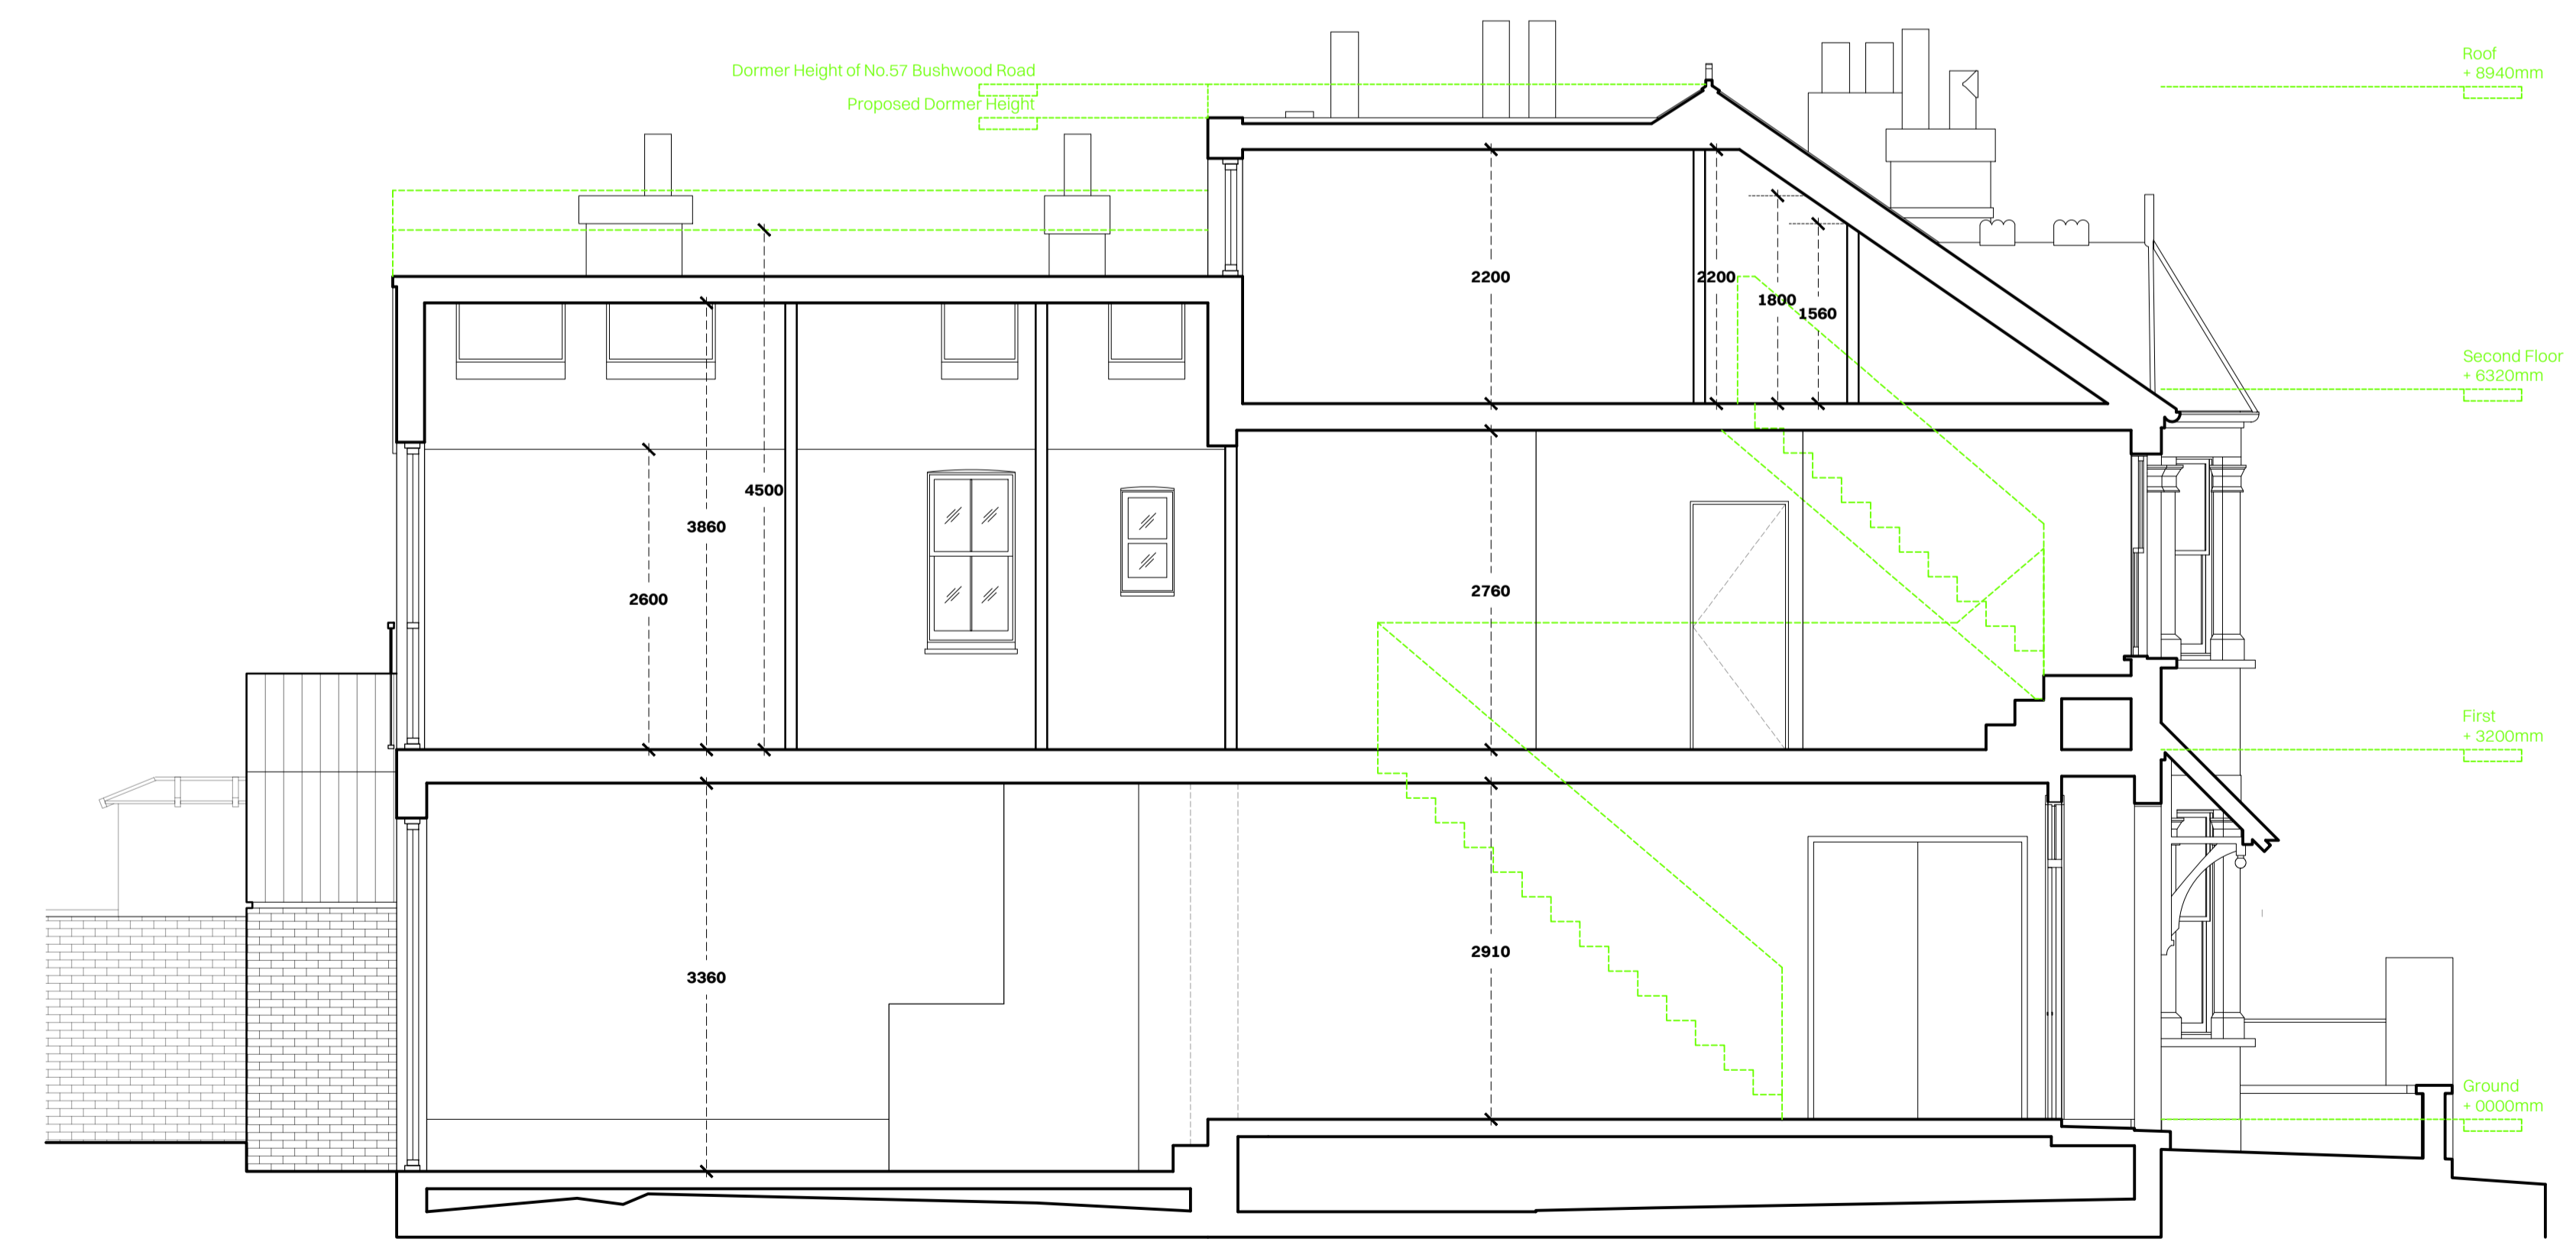 Roof
+ 8940mm
Dormer Height of No.57 Bushwood Road
Proposed Dormer Height
2200
2200
1800
1560
Second Floor
+ 6320mm
4500
3860
2600
2760
First
+ 3200mm
3360
2910
Ground
+ 0000mm